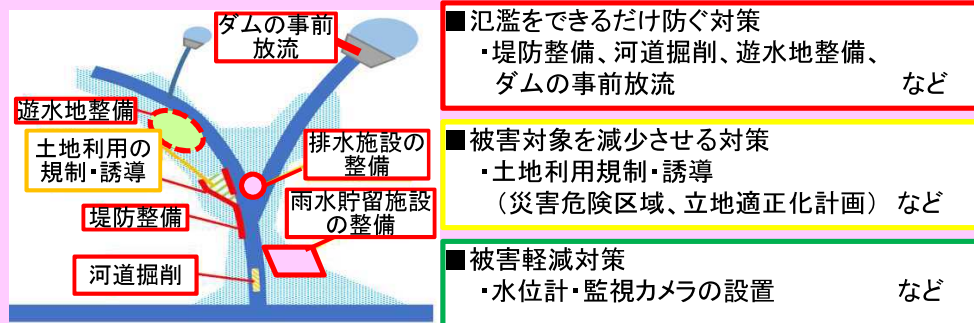 ダムの事前
放流
遊水地整備
土地利用の
規制・誘導
排水施設の
整備
堤防整備
雨水貯留施設
の整備
河道掘削
■氾濫をできるだけ防ぐ対策
・堤防整備、河道掘削、遊水地整備、
ダムの事前放流 など
■被害対象を減少させる対策
・土地利用規制・誘導
(災害危険区域、立地適正化計画) など
■被害軽減対策
・水位計・監視カメラの設置 など